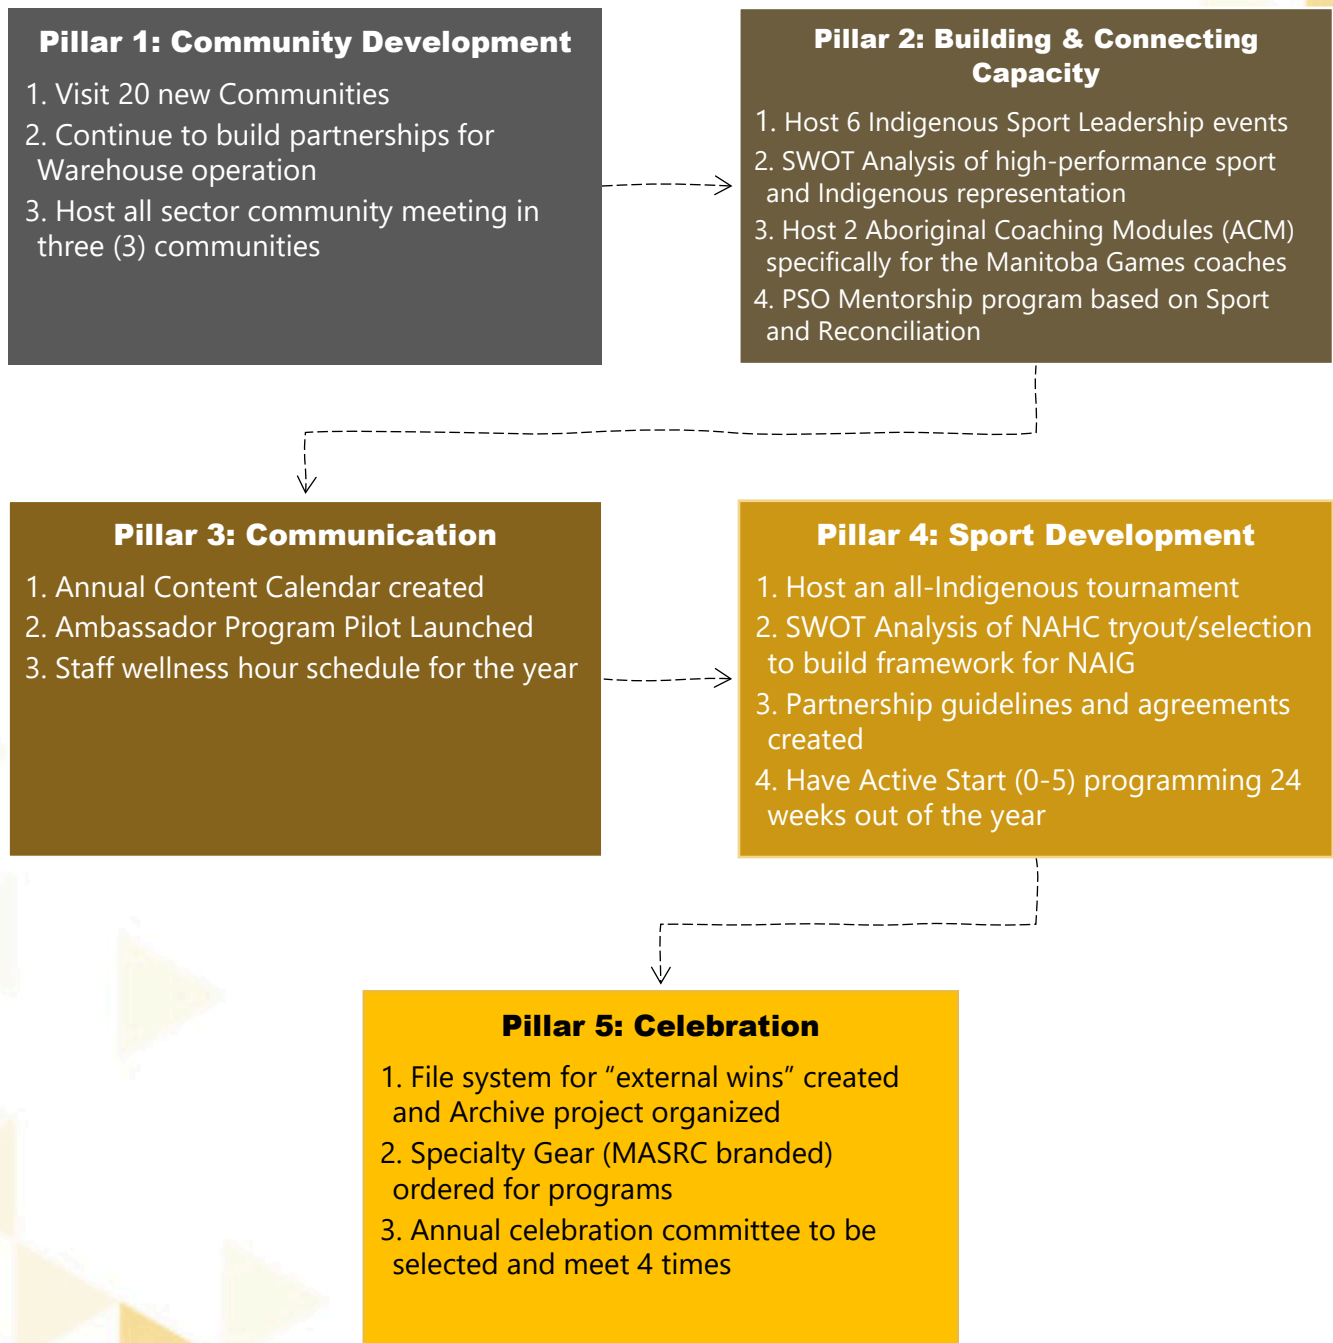 Pillar 1: Community Development
1. Visit 20 new Communities
2. Continue to build partnerships for
Warehouse operation
3. Host all sector community meeting in
three (3) communities
Pillar 2: Building & Connecting
Capacity
1. Host 6 Indigenous Sport Leadership events
2. SWOT Analysis of high-performance sport
and Indigenous representation
3. Host 2 Aboriginal Coaching Modules (ACM)
specifically for the Manitoba Games coaches
4. PSO Mentorship program based on Sport
and Reconciliation
Pillar 3: Communication
1. Annual Content Calendar created
2. Ambassador Program Pilot Launched
3. Staff wellness hour schedule for the year
Pillar 4: Sport Development
1. Host an all-Indigenous tournament
2. SWOT Analysis of NAHC tryout/selection
to build framework for NAIG
3. Partnership guidelines and agreements
created
4. Have Active Start (0-5) programming 24
weeks out of the year
Pillar 5: Celebration
1. File system for “external wins” created
and Archive project organized
2. Specialty Gear (MASRC branded)
ordered for programs
3. Annual celebration committee to be
selected and meet 4 times